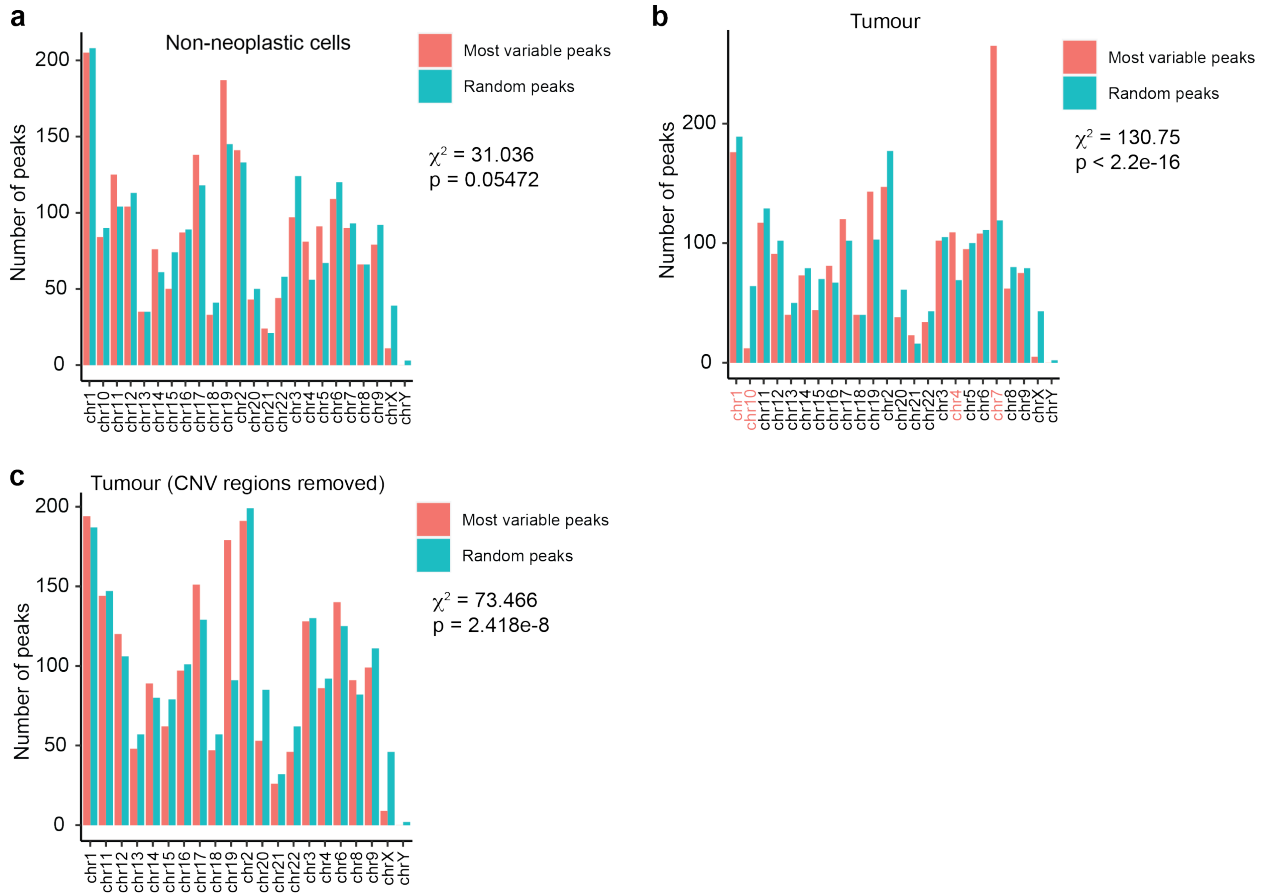 a
Non-neoplastic cells
Most variable peaks
Random peaks
χ² = 31.036
p = 0.05472
Number of peaks
200
150
100
50
0
chr1 chr10 chr11 chr12 chr13 chr14 chr15 chr16 chr17 chr18 chr19 chr2 chr20 chr21 chr22 chr3 chr4 chr5 chr6 chr7 chr8 chr9 chrX chrY
b
Tumour
Most variable peaks
Random peaks
χ² = 130.75
p < 2.2e-16
Number of peaks
200
100
0
chr1 chr10 chr11 chr12 chr13 chr14 chr15 chr16 chr17 chr18 chr19 chr2 chr20 chr21 chr22 chr3 chr4 chr5 chr6 chr7 chr8 chr9 chrX chrY
c
Tumour (CNV regions removed)
Most variable peaks
Random peaks
χ² = 73.466
p = 2.418e-8
Number of peaks
200
150
100
50
0
chr1 chr11 chr12 chr13 chr14 chr15 chr16 chr17 chr18 chr19 chr2 chr20 chr21 chr22 chr3 chr4 chr6 chr8 chr9 chrX chrY